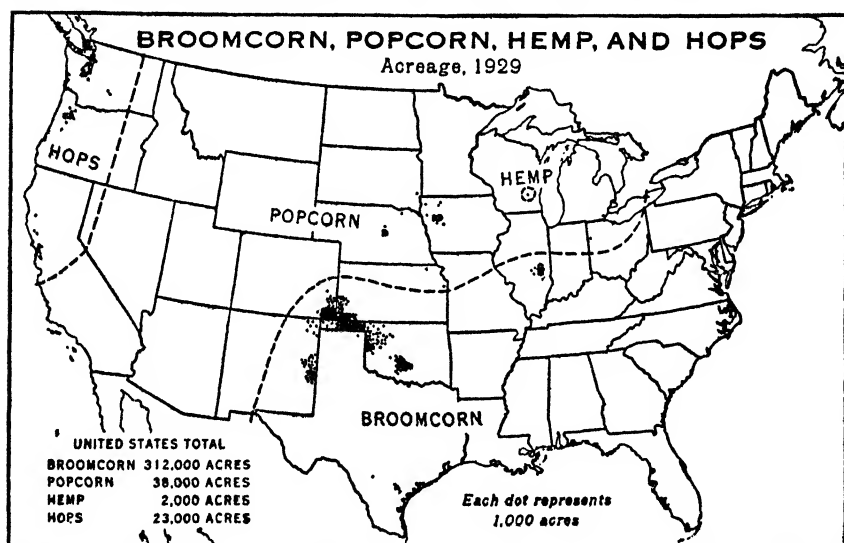 BROOMCORN, POPCORN, HEMP, AND HOPS
Acreage, 1929
HOPS
HEMP
POPCORN
BROOMCORN
UNITED STATES TOTAL
BROOMCORN 312,000 ACRES
POPCORN 38,000 ACRES
HEMP 2,000 ACRES
HOPS 23,000 ACRES
Each dot represents
1,000 acres